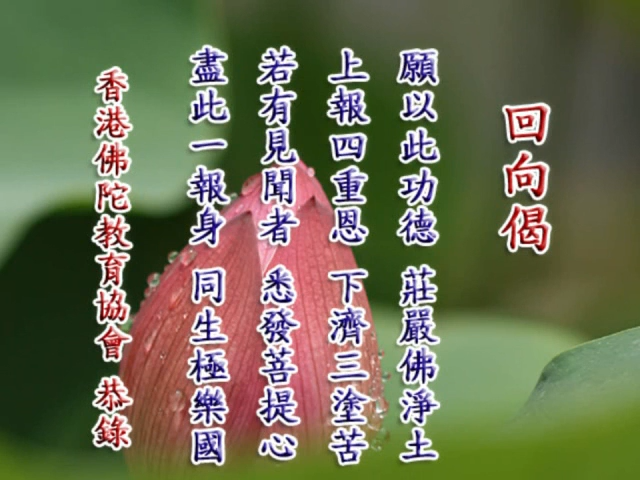 回向偈
願以此功德 莊嚴佛淨土
上報四重恩 下濟三塗苦
若有見聞者 悉發菩提心
盡此一報身 同生極樂國
香港佛陀教育協會 恭錄